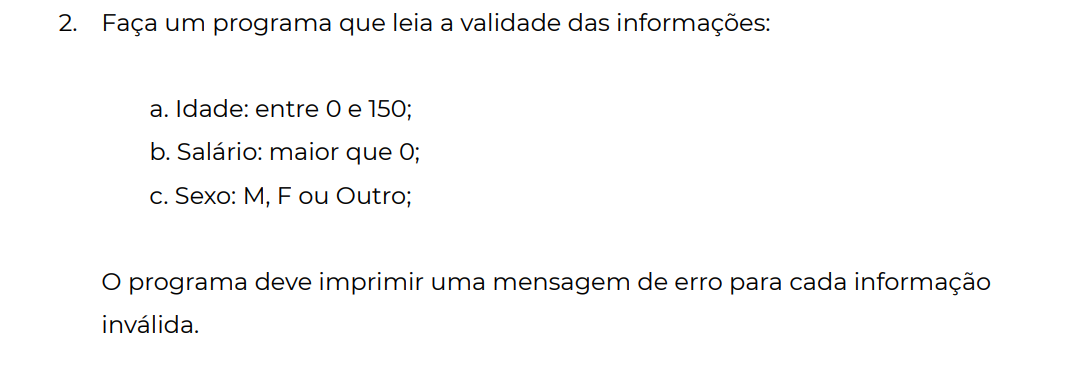 2. Faça um programa que leia a validade das informações:
a. Idade: entre 0 e 150;
b. Salário: maior que 0;
c. Sexo: M, F ou Outro;
O programa deve imprimir uma mensagem de erro para cada informação
inválida.